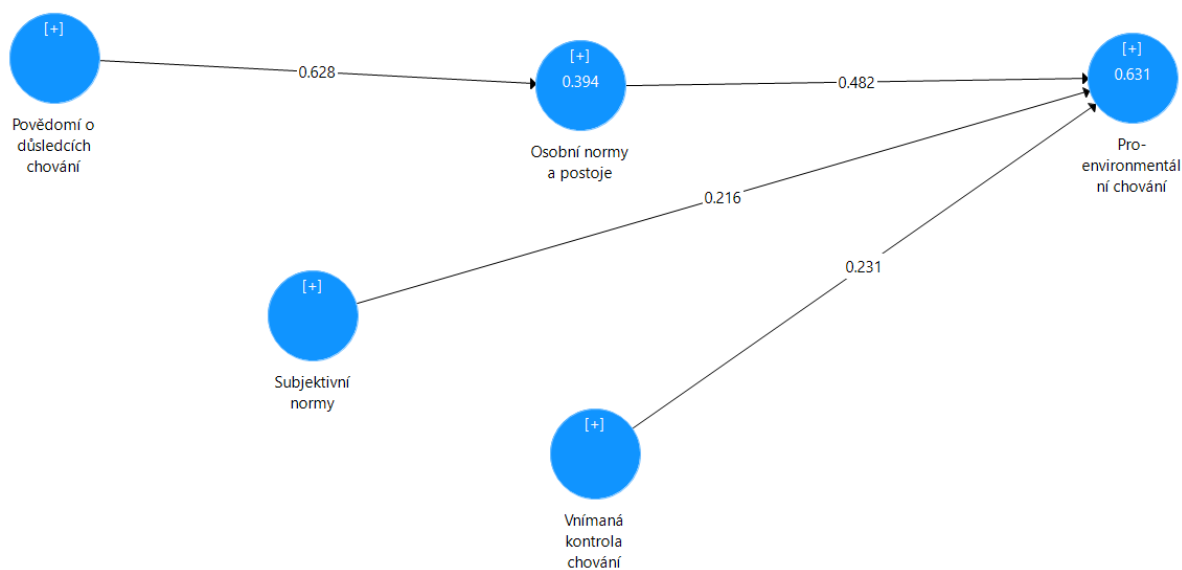 [+]
Povědomí o
důsledcích
chování
0.628
[+]
0.394
Osobní normy
a postoje
0.482
[+]
0.631
Pro-
environmentál
ní chování
0.216
[+]
Subjektivní
normy
0.231
[+]
Vnímaná
kontrola
chování